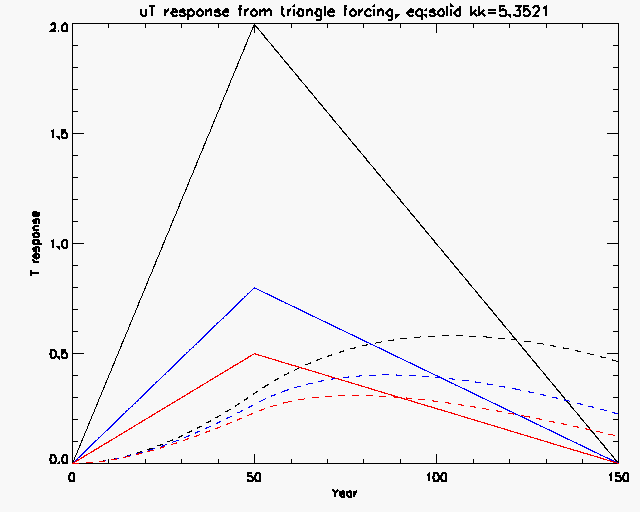 uT response from triangle forcing, eq:solid kk=5.3521
2.0
1.5
1.0
0.5
0.0
T response
0 50 100 150
Year